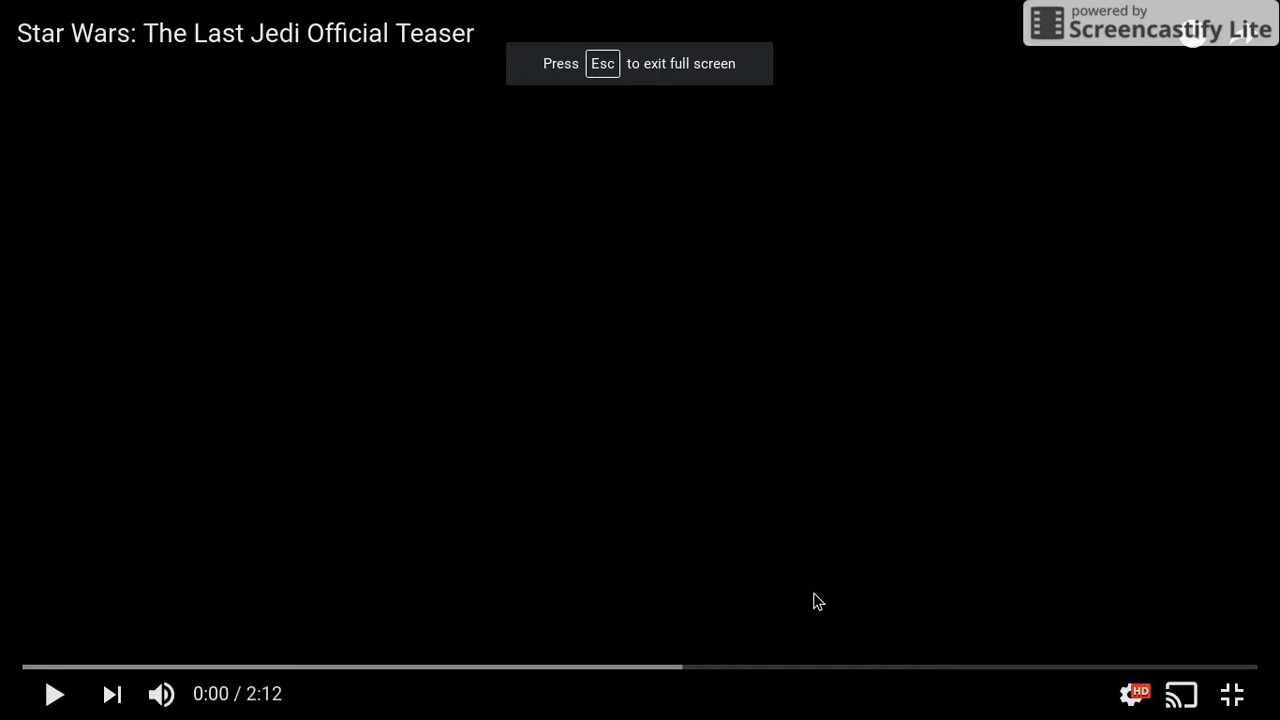 Star Wars: The Last Jedi Official Teaser
powered by
Screencastify Lite
Press Esc to exit full screen
0:00 / 2:12
HD